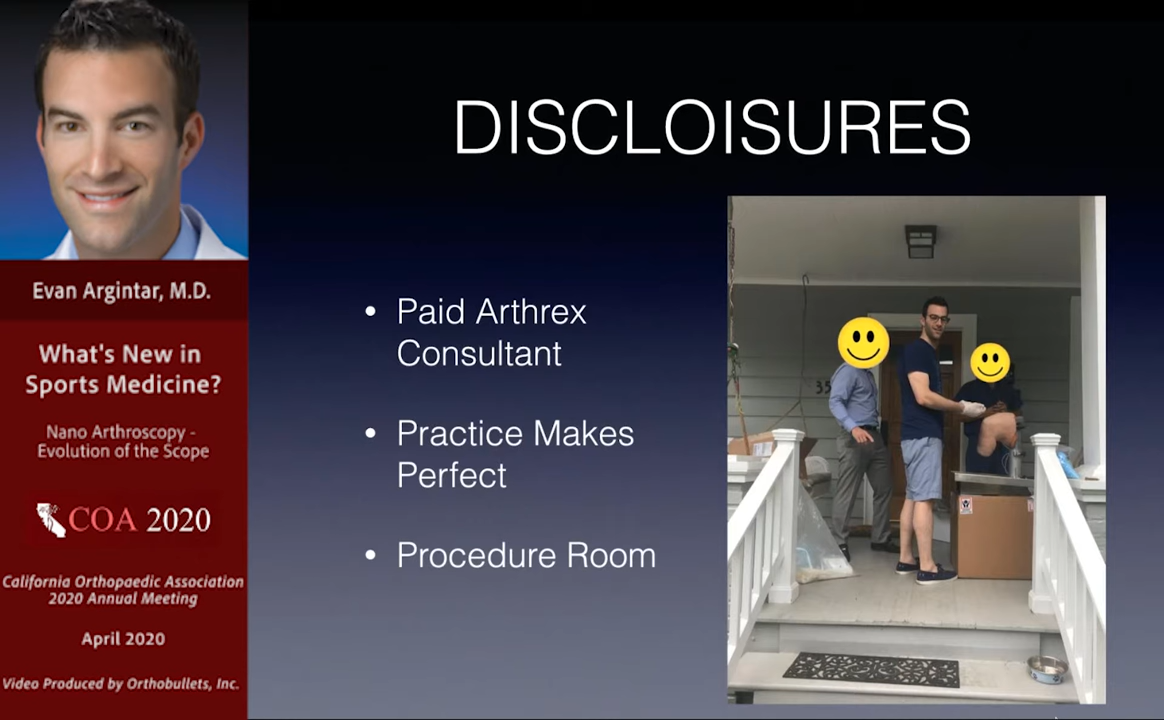 Evan Argintar, M.D.
What's New in
Sports Medicine?
Nano Arthroscopy -
Evolution of the Scope
COA 2020
California Orthopaedic Association
2020 Annual Meeting
April 2020
Video Produced by Orthobullets, Inc.
DISCLOISURES
• Paid Arthrex
Consultant
• Practice Makes
Perfect
• Procedure Room
35